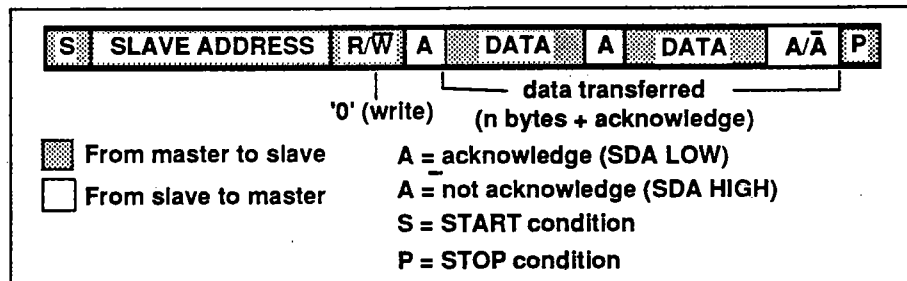 S SLAVE ADDRESS R/W̅ A DATA A DATA A/A̅ P
'0' (write)
data transferred
(n bytes + acknowledge)
From master to slave
From slave to master
A = acknowledge (SDA LOW)
A̅ = not acknowledge (SDA HIGH)
S = START condition
P = STOP condition